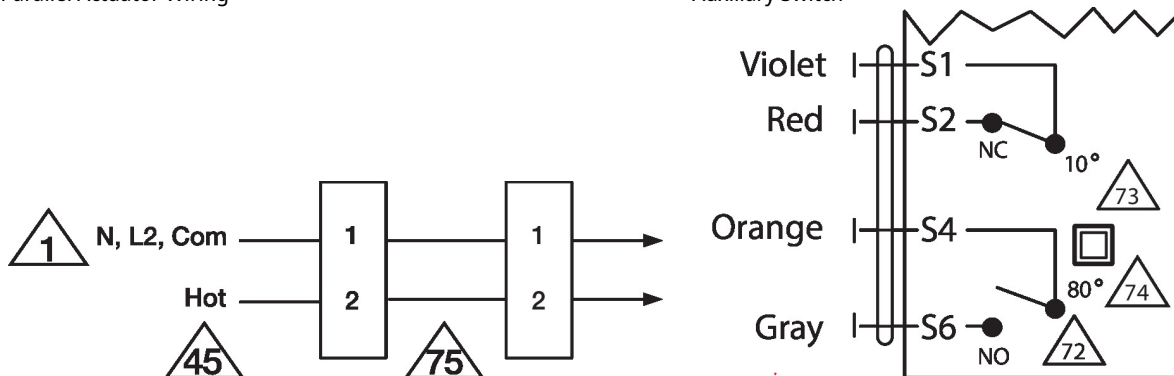 Parallel Actuator Wiring
Auxiliary Switch
1
N, L2, Com
Hot
45
1
2
75
1
2
Violet
S1
Red
S2
NC
10°
73
Orange
S4
80°
74
Gray
S6
NO
72